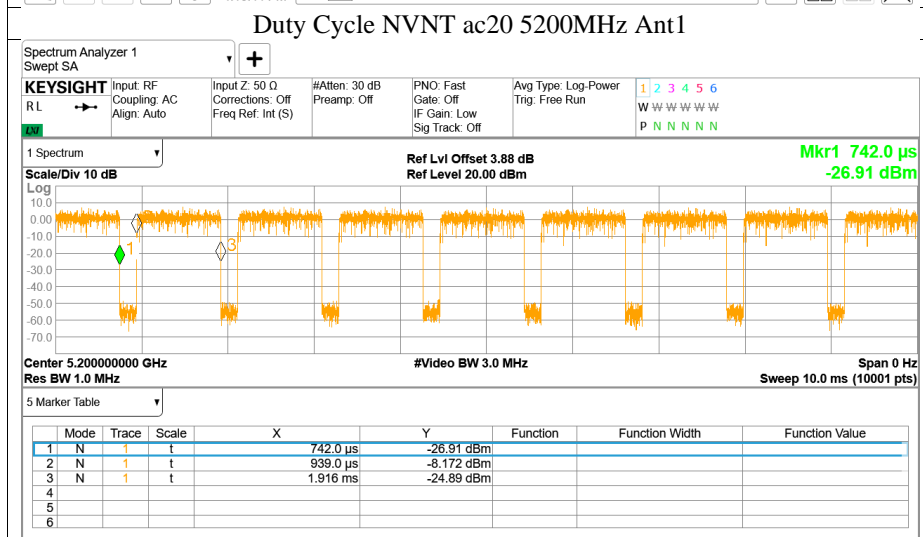 Duty Cycle NVNT ac20 5200MHz Ant1
Spectrum Analyzer 1
Swept SA
+
KEYSIGHT Input: RF Input Z: 50 Ω #Atten: 30 dB PNO: Fast Avg Type: Log-Power 1 2 3 4 5 6
RL Coupling: AC Corrections: Off Preamp: Off Gate: Off Trig: Free Run W W W W W W
Align: Auto Freq Ref: Int (S) IF Gain: Low
LXI Sig Track: Off P N N N N N
1 Spectrum Ref Lvl Offset 3.88 dB Mkr1 742.0 µs
Scale/Div 10 dB Ref Level 20.00 dBm -26.91 dBm
Log
10.0
0.00
-10.0
-20.0
-30.0
-40.0
-50.0
-60.0
-70.0
1
3
Center 5.200000000 GHz #Video BW 3.0 MHz Span 0 Hz
Res BW 1.0 MHz Sweep 10.0 ms (10001 pts)
5 Marker Table
Mode Trace Scale X Y Function Function Width Function Value
1 N 1 t 742.0 µs -26.91 dBm
2 N 1 t 939.0 µs -8.172 dBm
3 N 1 t 1.916 ms -24.89 dBm
4
5
6